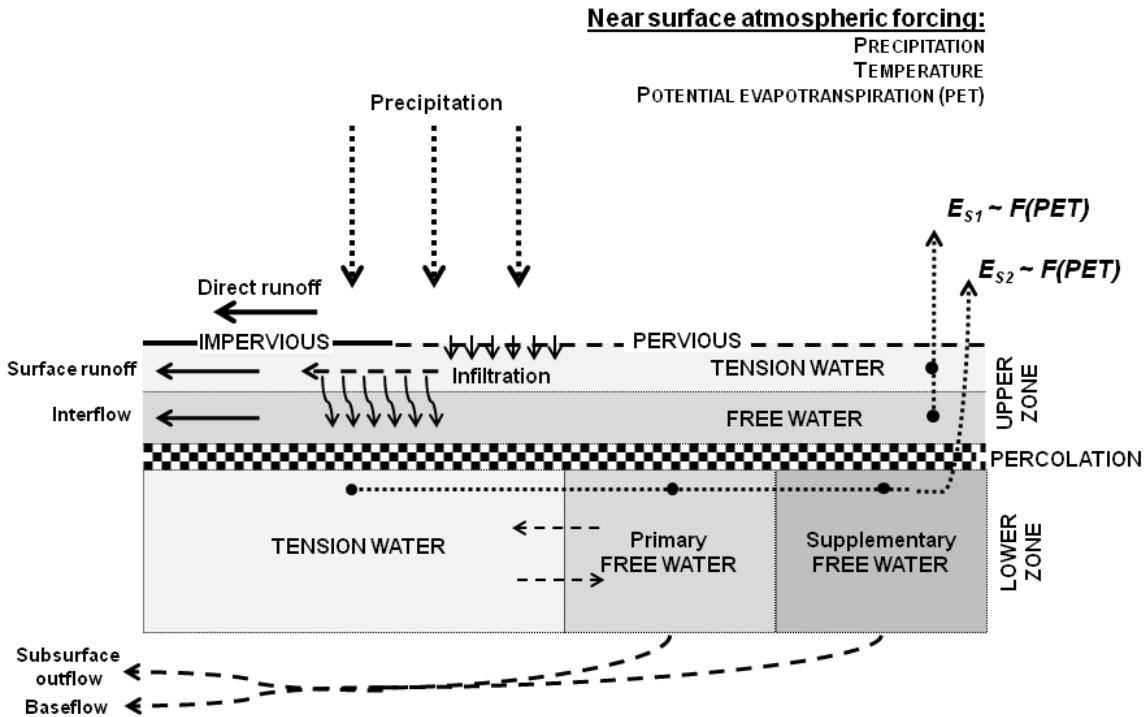 Near surface atmospheric forcing:
PRECIPITATION
TEMPERATURE
POTENTIAL EVAPOTRANSPIRATION (PET)
Precipitation
E_S1 ~ F(PET)
E_S2 ~ F(PET)
Direct runoff
IMPERVIOUS
PERVIOUS
Surface runoff
Infiltration
TENSION WATER
Interflow
FREE WATER
UPPER
ZONE
PERCOLATION
TENSION WATER
Primary
FREE WATER
Supplementary
FREE WATER
LOWER
ZONE
Subsurface
outflow
Baseflow